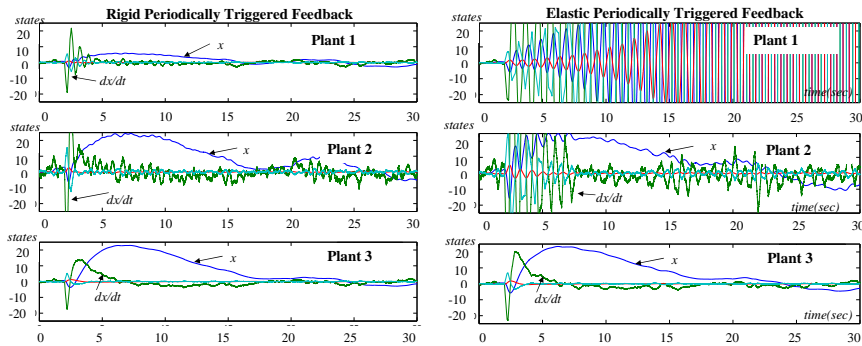 Rigid Periodically Triggered Feedback
states
20
10
0
-10
-20
Plant 1
x
dx/dt
0 5 10 15 20 25 30
states
20
10
0
-10
-20
Plant 2
x
dx/dt
0 5 10 15 20 25 30
states
20
10
0
-10
-20
Plant 3
x
dx/dt
0 5 10 15 20 25 30
Elastic Periodically Triggered Feedback
states
20
10
0
-10
-20
Plant 1
time(sec)
0 5 10 15 20 25 30
states
20
10
0
-10
-20
Plant 2
x
dx/dt
time(sec)
0 5 10 15 20 25 30
states
20
10
0
-10
-20
Plant 3
x
dx/dt
time(sec)
0 5 10 15 20 25 30